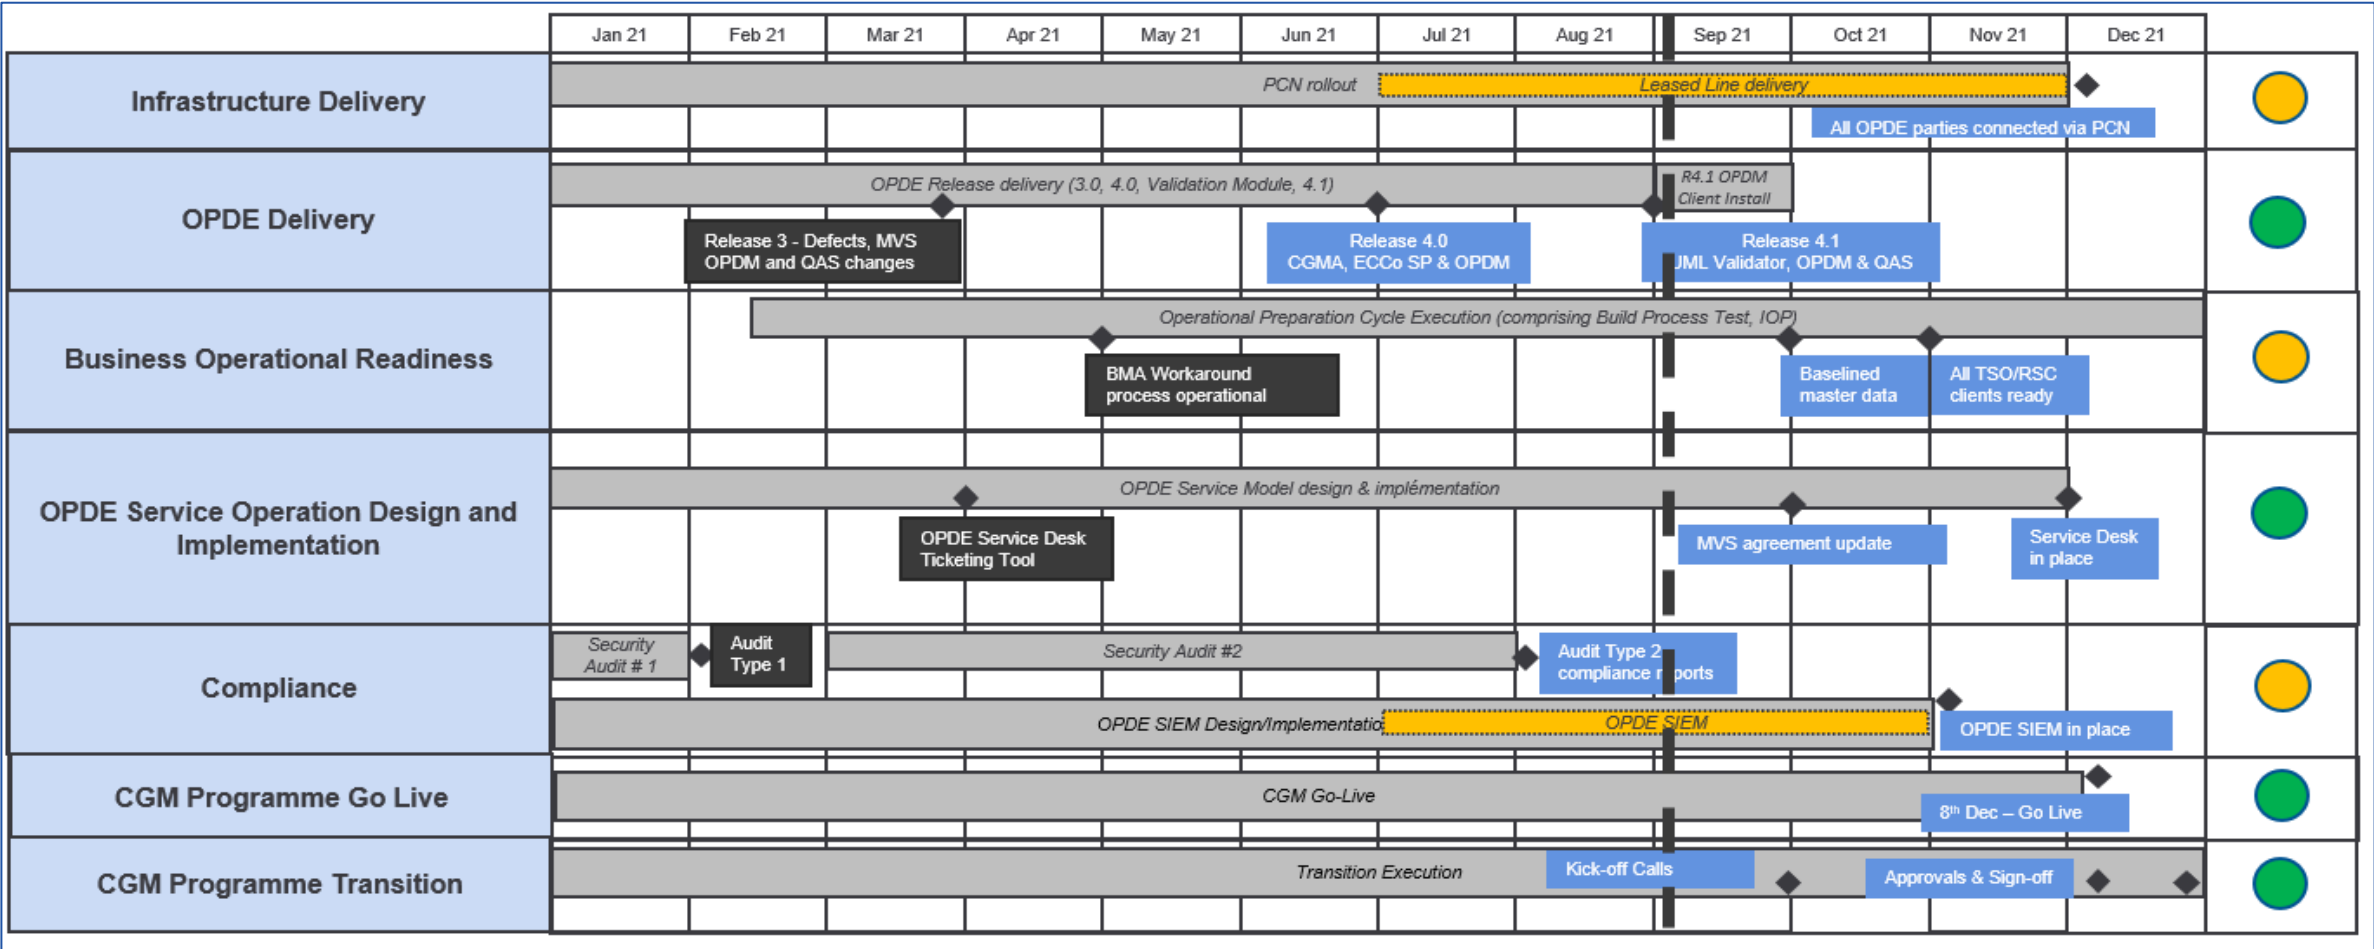 Jan 21
Feb 21
Mar 21
Apr 21
May 21
Jun 21
Jul 21
Aug 21
Sep 21
Oct 21
Nov 21
Dec 21
Infrastructure Delivery
PCN rollout
Leased Line delivery
All OPDE parties connected via PCN
OPDE Delivery
OPDE Release delivery (3.0, 4.0, Validation Module, 4.1)
R4.1 OPDM
Client Install
Release 3 - Defects, MVS
OPDM and QAS changes
Release 4.0
CGMA, ECCo SP & OPDM
Release 4.1
JML Validator, OPDM & QAS
Business Operational Readiness
Operational Preparation Cycle Execution (comprising Build Process Test, IOP)
BMA Workaround
process operational
Baselined
master data
All TSO/RSC
clients ready
OPDE Service Operation Design and
Implementation
OPDE Service Model design & implémentation
OPDE Service Desk
Ticketing Tool
MVS agreement update
Service Desk
in place
Compliance
Security
Audit # 1
Audit
Type 1
Security Audit #2
Audit Type 2
compliance
OPDE SIEM Design/Implementatio
OPDE SIEM
OPDE SIEM in place
CGM Programme Go Live
CGM Go-Live
8th Dec – Go Live
CGM Programme Transition
Transition Execution
Kick-off Calls
Approvals & Sign-off